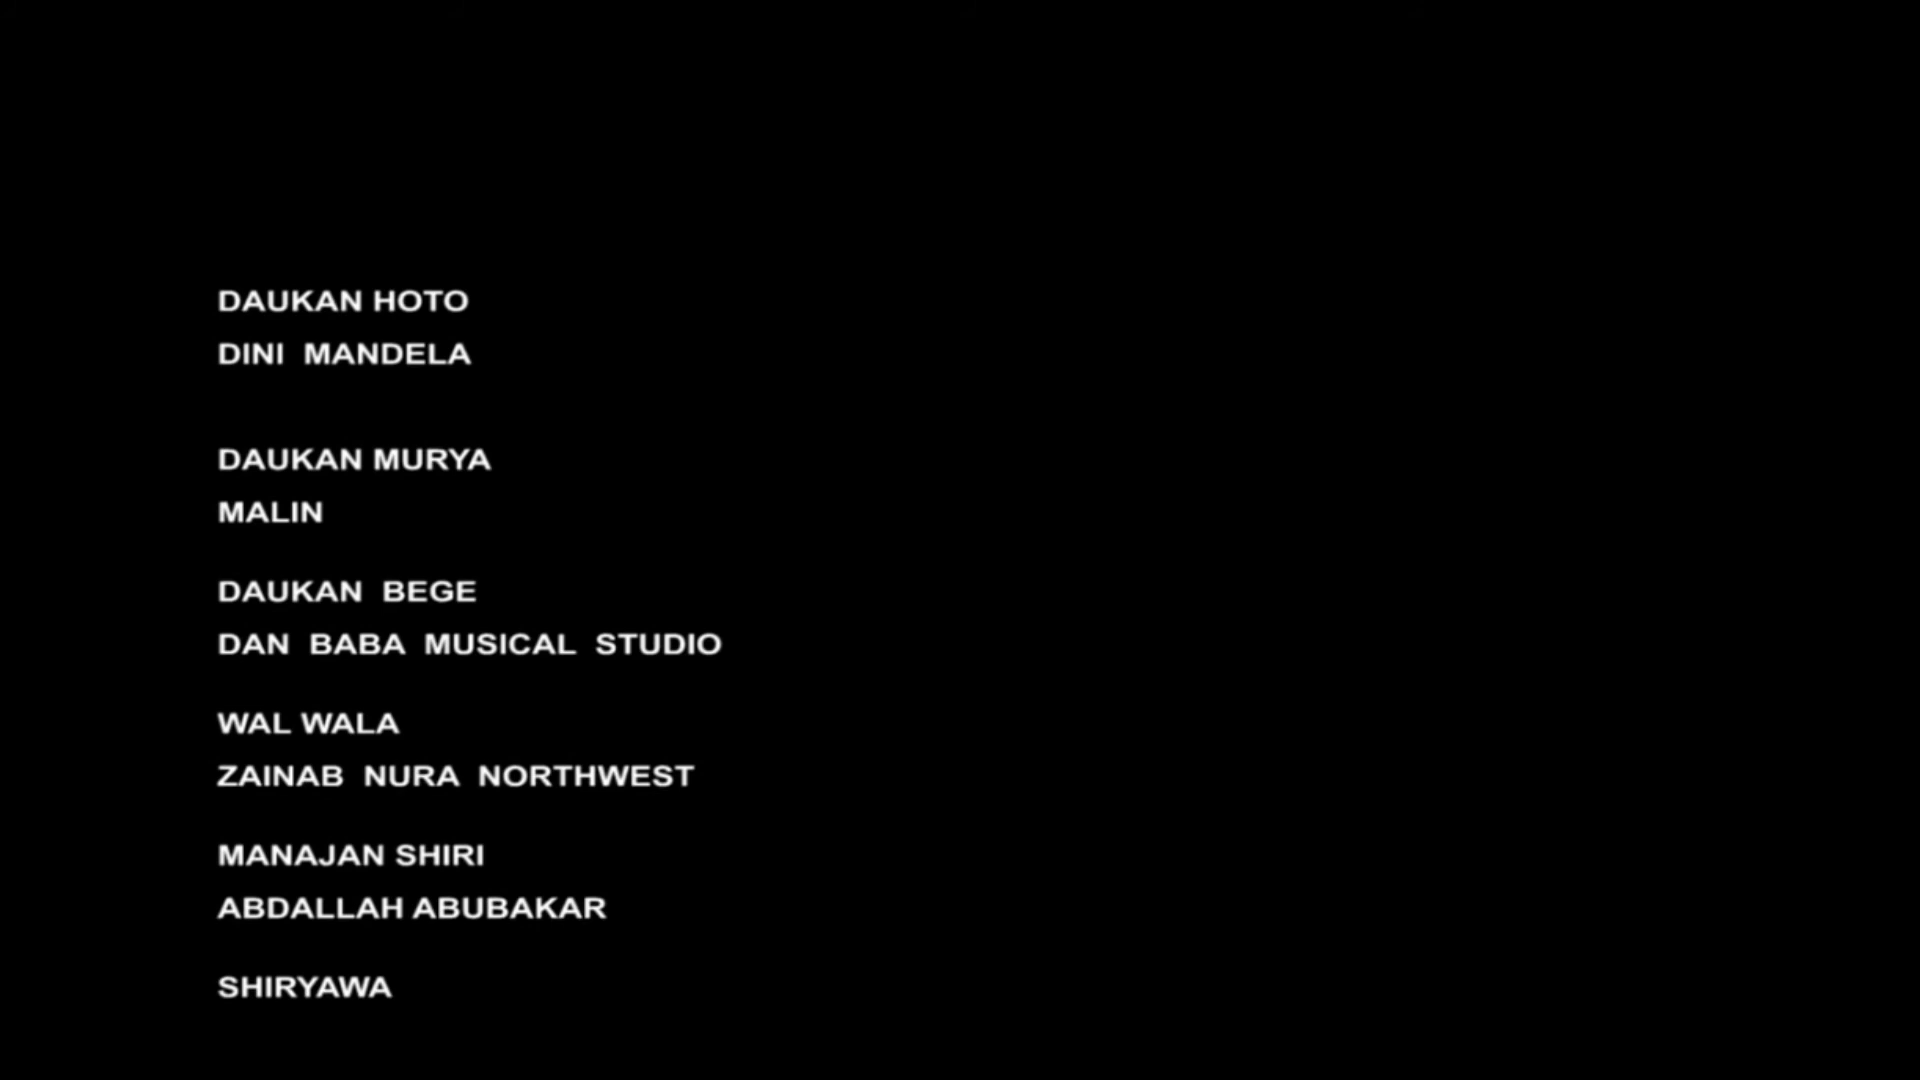 DAUKAN HOTO
DINI MANDELA
DAUKAN MURYA
MALIN
DAUKAN BEGE
DAN BABA MUSICAL STUDIO
WAL WALA
ZAINAB NURA NORTHWEST
MANAJAN SHIRI
ABDALLAH ABUBAKAR
SHIRYAWA